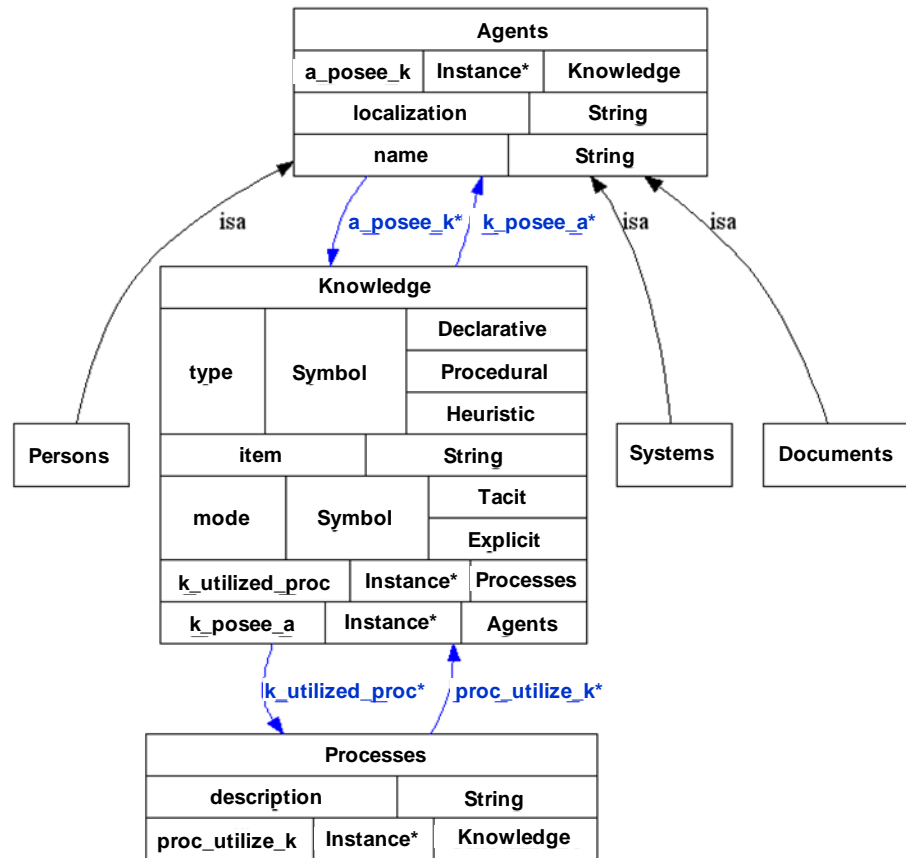 Agents
a_posee_k Instance* Knowledge
localization String
name String
isa isa isa
a_posee_k* k_posee_a*
Knowledge
type Symbol Declarative
Procedural
Heuristic
Persons Systems Documents
item String
mode Symbol Tacit
Explicit
k_utilized_proc Instance* Processes
k_posee_a Instance* Agents
k_utilized_proc* proc_utilize_k*
Processes
description String
proc_utilize_k Instance* Knowledge